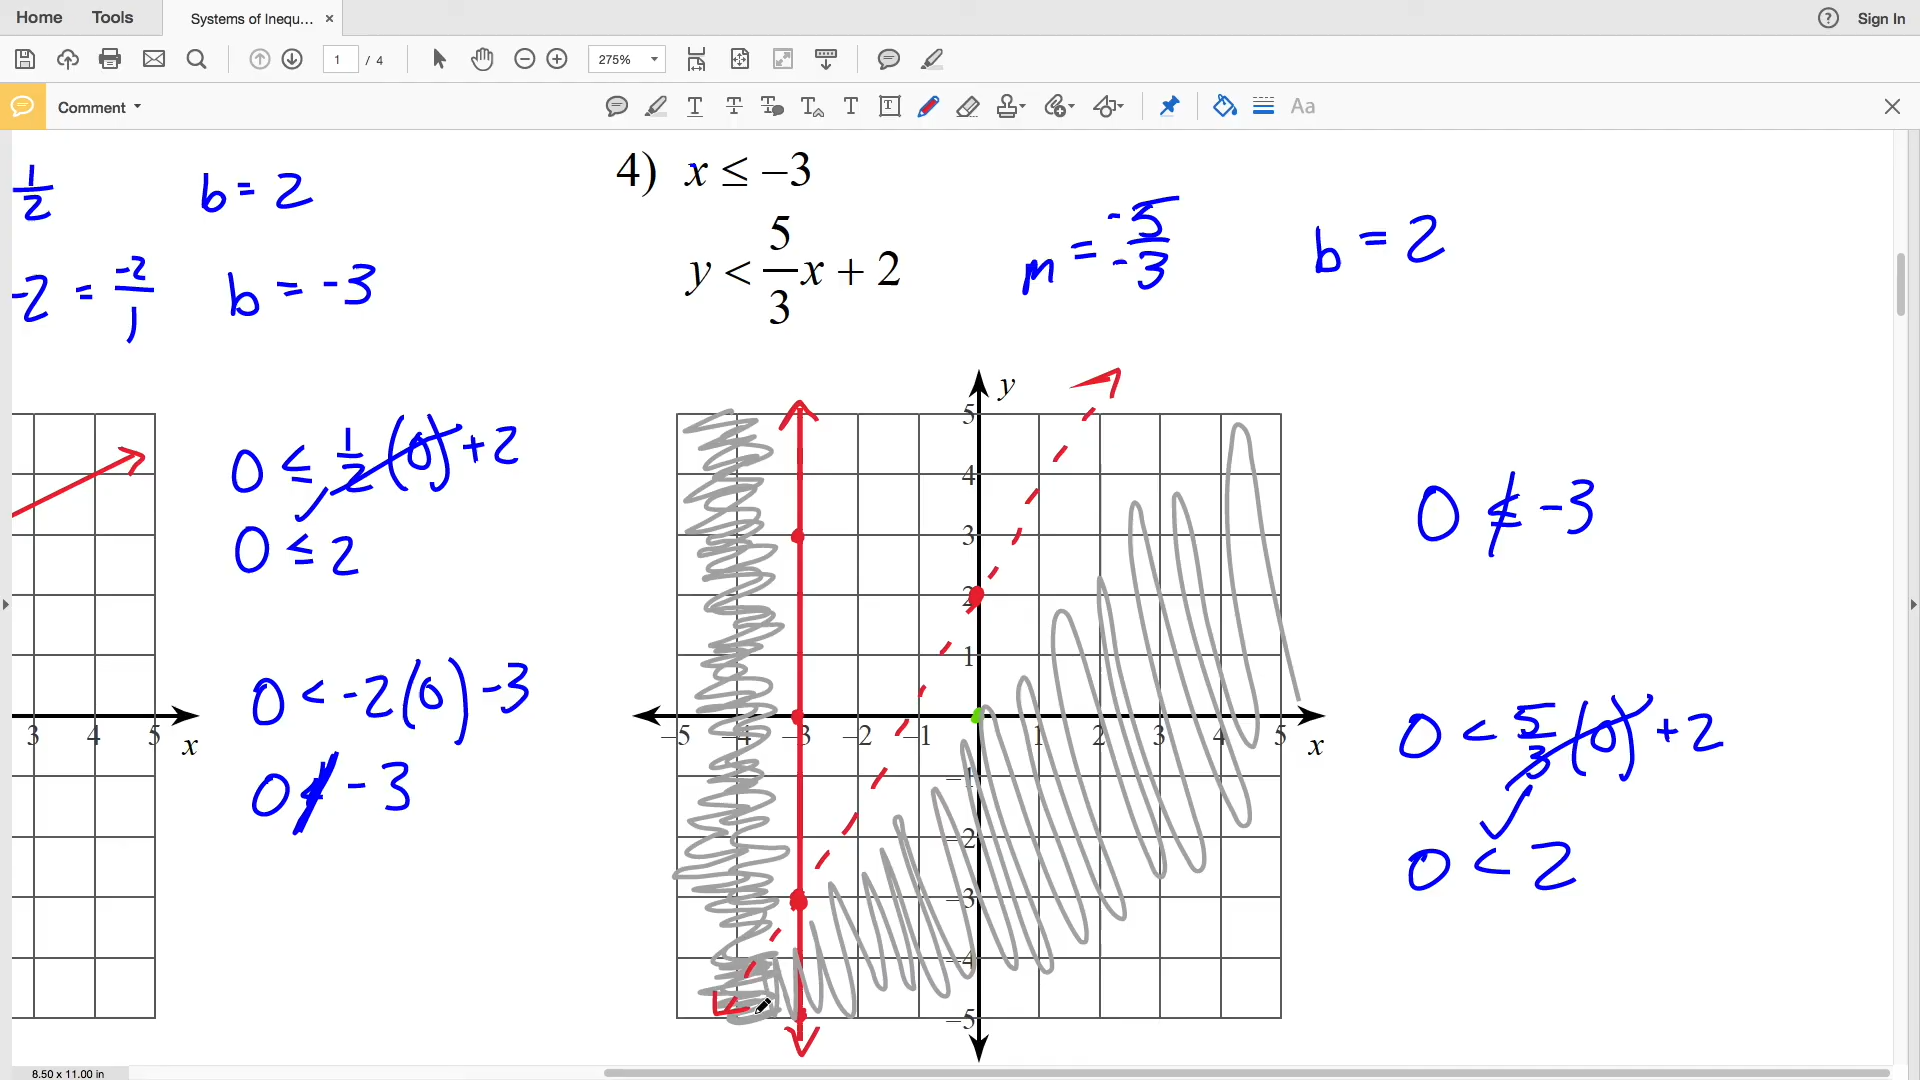 Home Tools Systems of Inequ... × ? Sign In
1 / 4 275%
Comment T T T T T T Aa
1/2 b = 2
-2 = -2/1 b = -3
4) x ≤ −3
y < 5/3 x + 2
m = -5/-3 b = 2
0 ≤ 1/2 (0) + 2
0 ≤ 2
0 < -2(0) -3
0 ≮ -3
3 4 5 x
y
5
4
3
2
1
−5 −4 −3 −2 −1 1 2 3 4 5 x
−1
−2
−3
−4
−5
0 ≰ -3
0 < 5/3 (0) + 2
0 < 2
8.50 x 11.00 in